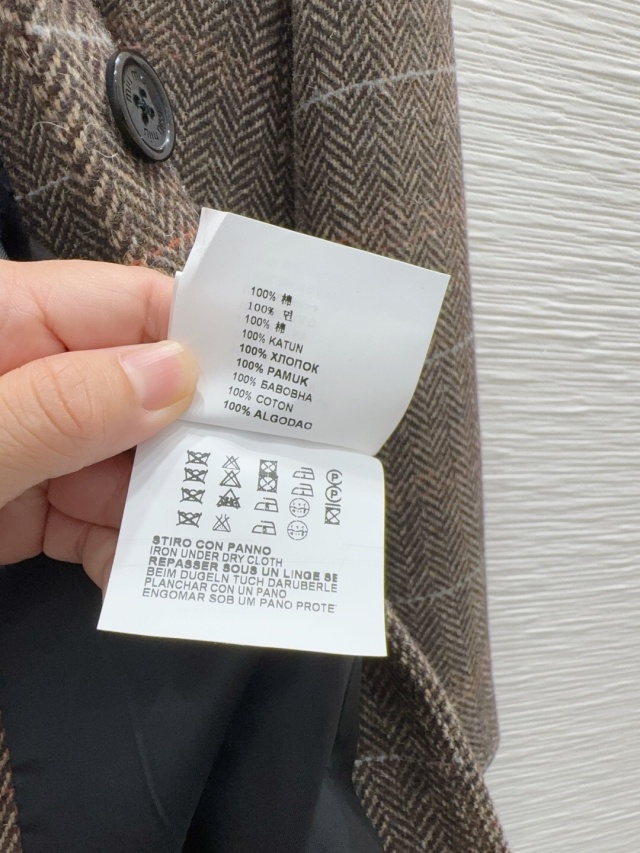 miu miu
100% 棉
100% 면
100% 棉
100% KATUN
100% ХЛОПОК
100% PAMUK
100% БАВОВНА
100% COTON
100% ALGODAO
P
P
STIRO CON PANNO
IRON UNDER DRY CLOTH
REPASSER SOUS UN LINGE SE
BEIM DUGELN TUCH DARUBERLE
PLANCHAR CON UN PANO
ENGOMAR SOB UM PANO PROTE